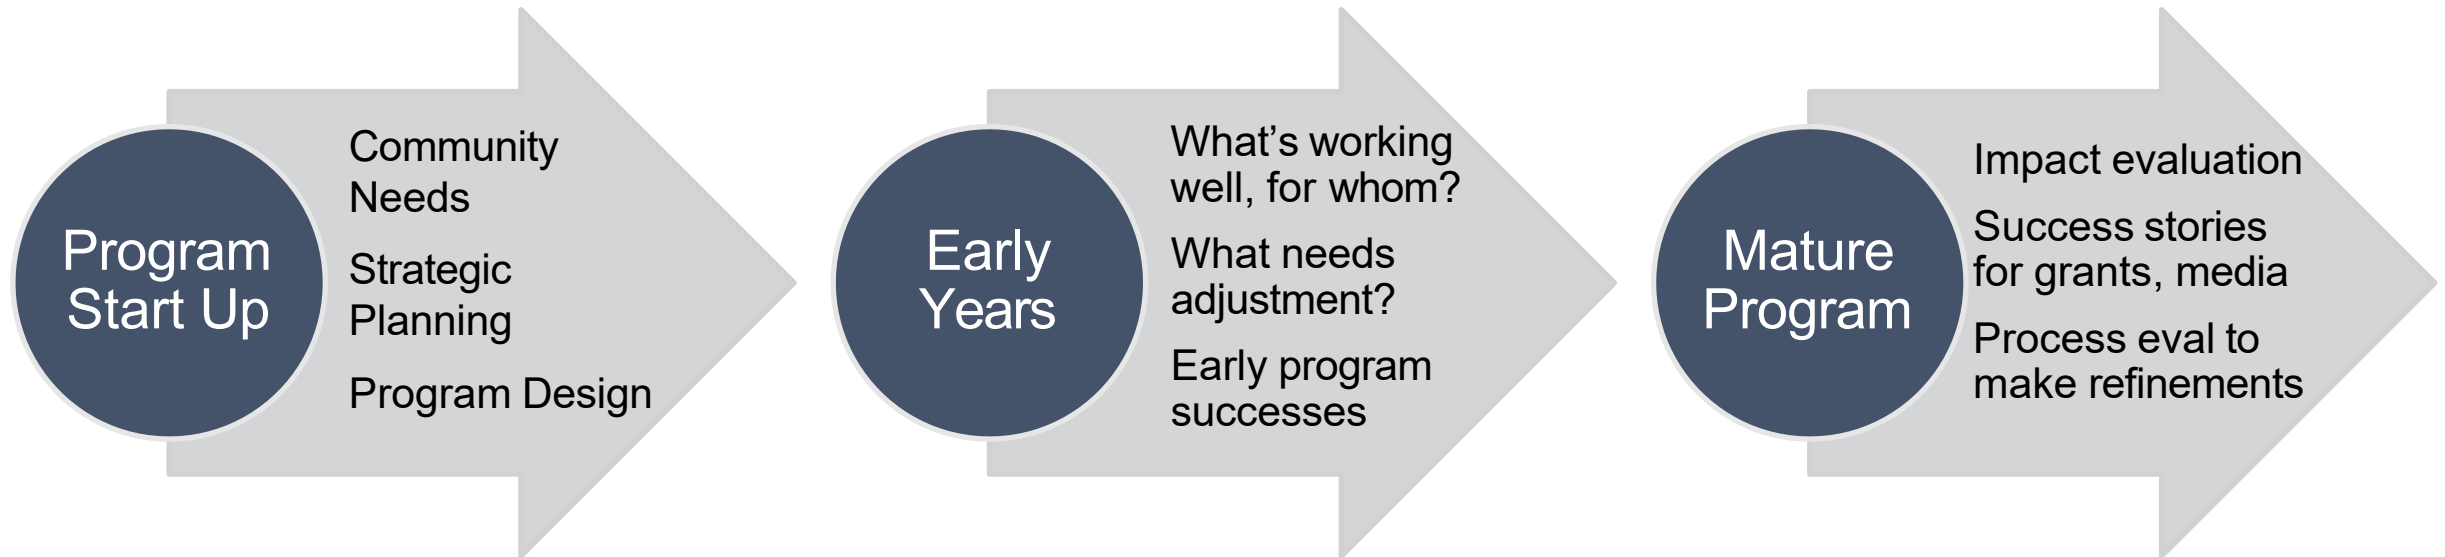 Program
Start Up
Community
Needs
Strategic
Planning
Program Design
Early
Years
What’s working
well, for whom?
What needs
adjustment?
Early program
successes
Mature
Program
Impact evaluation
Success stories
for grants, media
Process eval to
make refinements